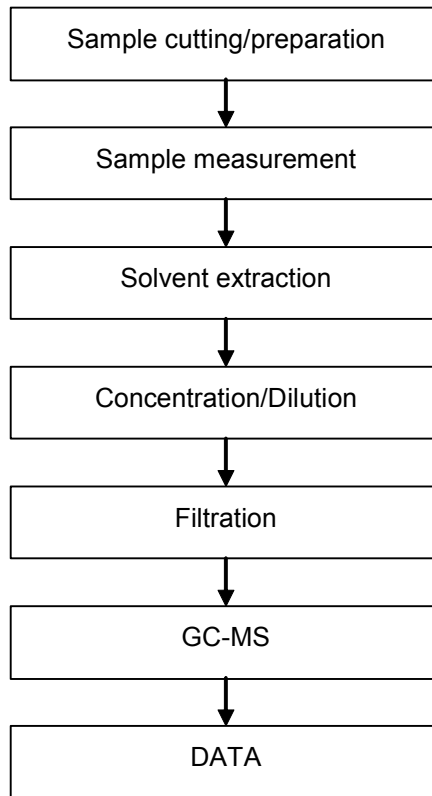 Sample cutting/preparation
Sample measurement
Solvent extraction
Concentration/Dilution
Filtration
GC-MS
DATA